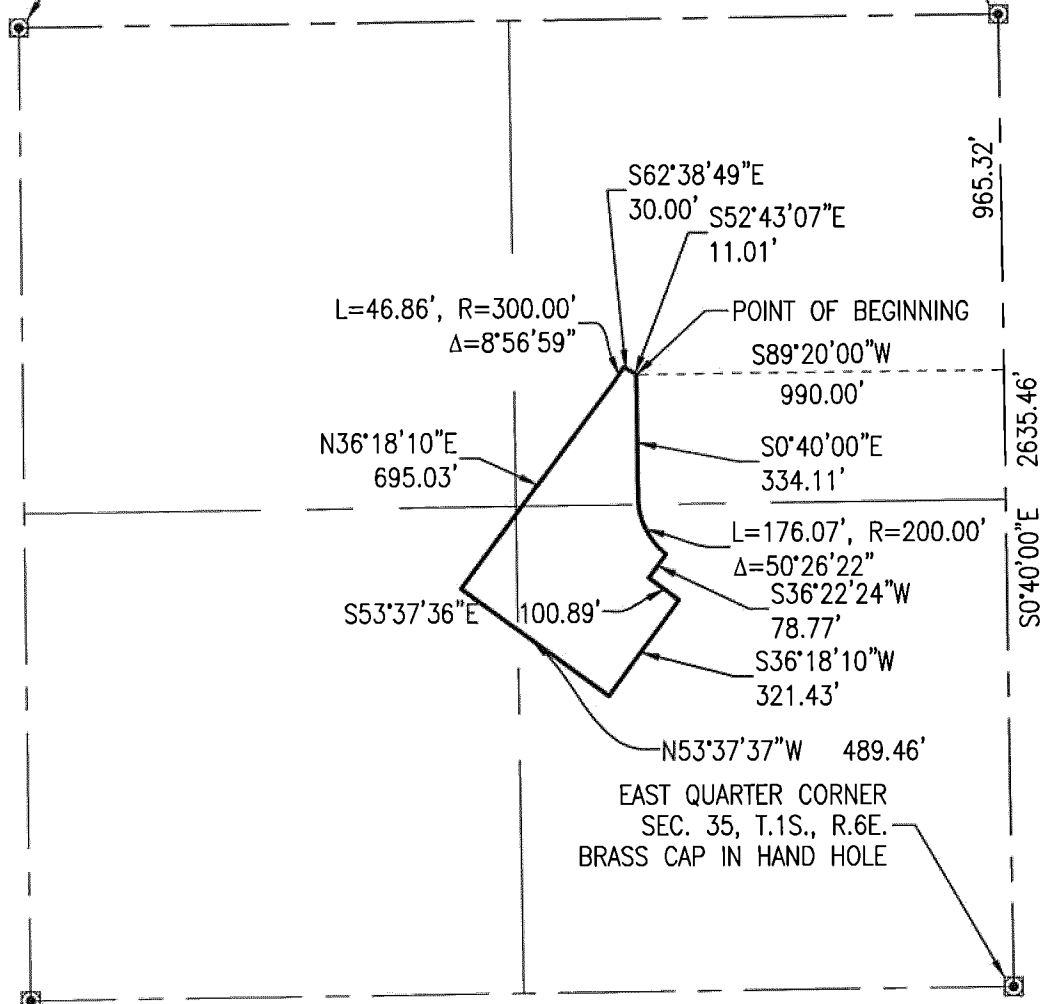 965.32'
S62°38'49"E
30.00'
S52°43'07"E
11.01'
L=46.86', R=300.00'
Δ=8°56'59"
POINT OF BEGINNING
S89°20'00"W
990.00'
2635.46'
S0°40'00"E
N36°18'10"E
695.03'
S0°40'00"E
334.11'
L=176.07', R=200.00'
Δ=50°26'22"
S36°22'24"W
78.77'
S53°37'36"E 100.89'
S36°18'10"W
321.43'
N53°37'37"W 489.46'
EAST QUARTER CORNER
SEC. 35, T.1S., R.6E.
BRASS CAP IN HAND HOLE